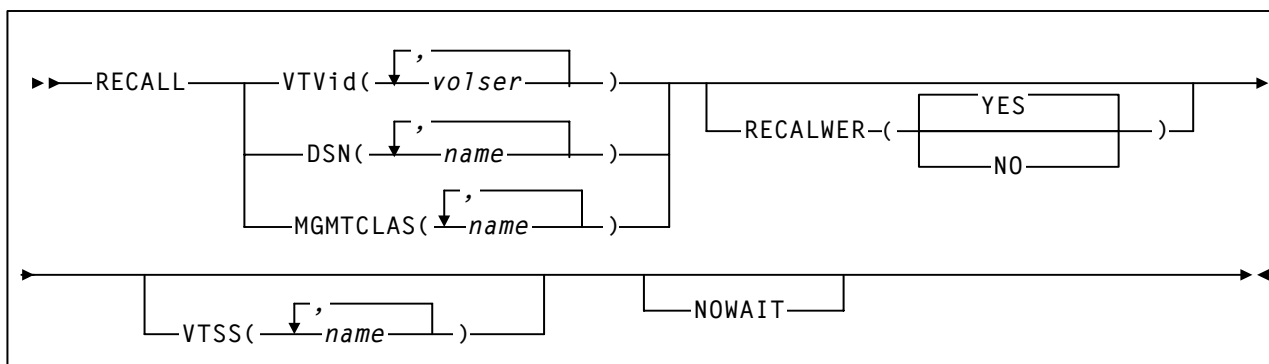 ,
RECALL VTVid( volser )
YES
,
RECALWER ( )
DSN( name )
NO
,
MGMTCLAS( name )
,
NOWAIT
VTSS( name )